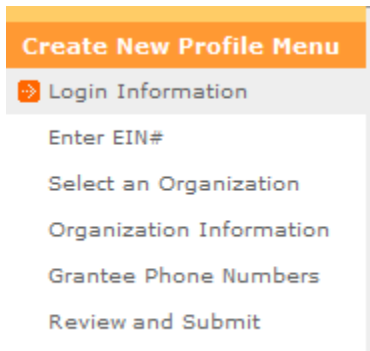 Create New Profile Menu
Login Information
Enter EIN#
Select an Organization
Organization Information
Grantee Phone Numbers
Review and Submit